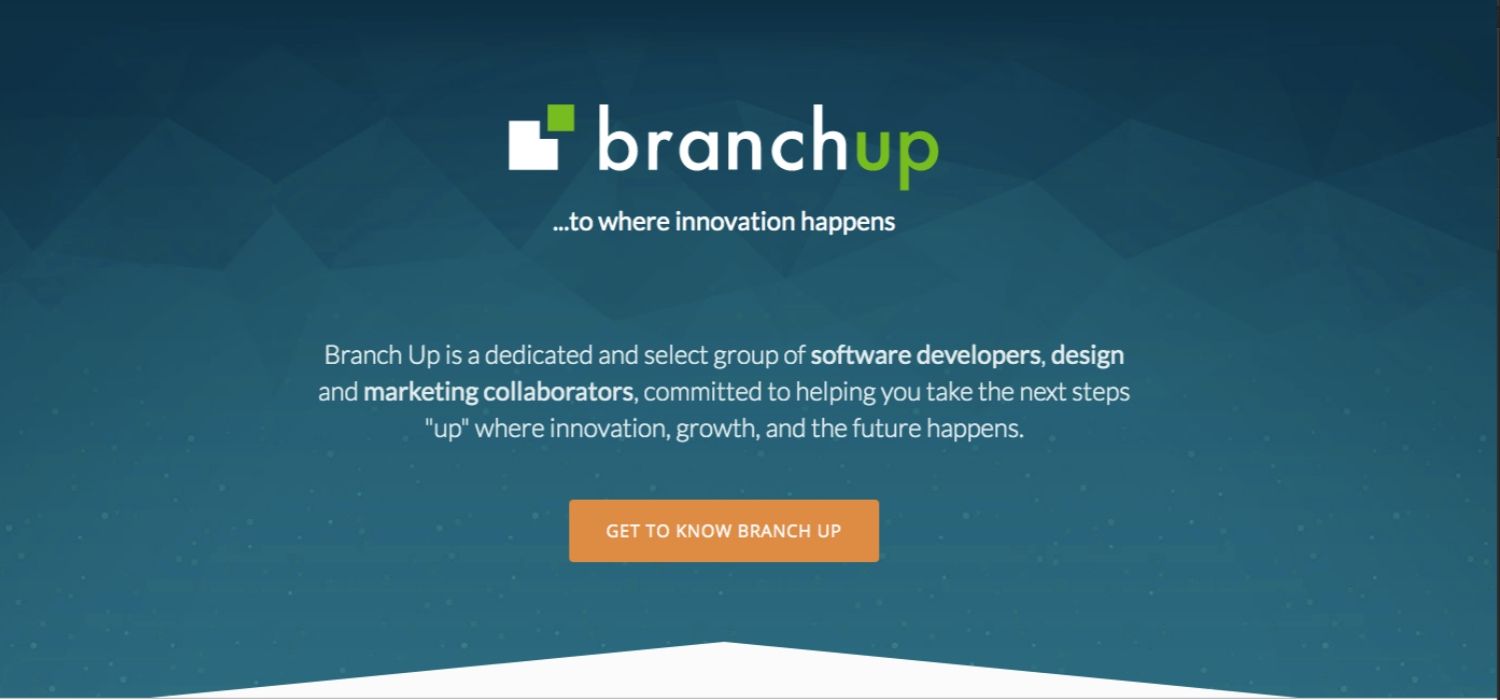 branchup
...to where innovation happens
Branch Up is a dedicated and select group of software developers, design
and marketing collaborators, committed to helping you take the next steps
"up" where innovation, growth, and the future happens.
GET TO KNOW BRANCH UP